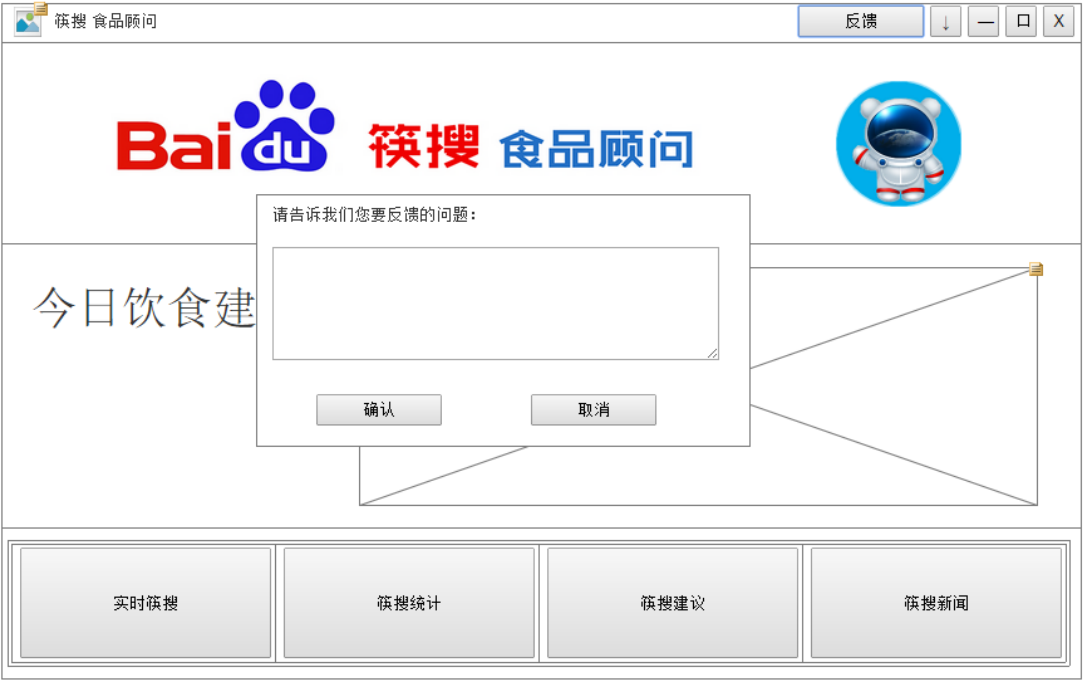 筷搜 食品顾问
反馈
↓
—
口
X
Bai du 筷搜 食品顾问
请告诉我们您要反馈的问题：
今日饮食建
确认
取消
实时筷搜
筷搜统计
筷搜建议
筷搜新闻